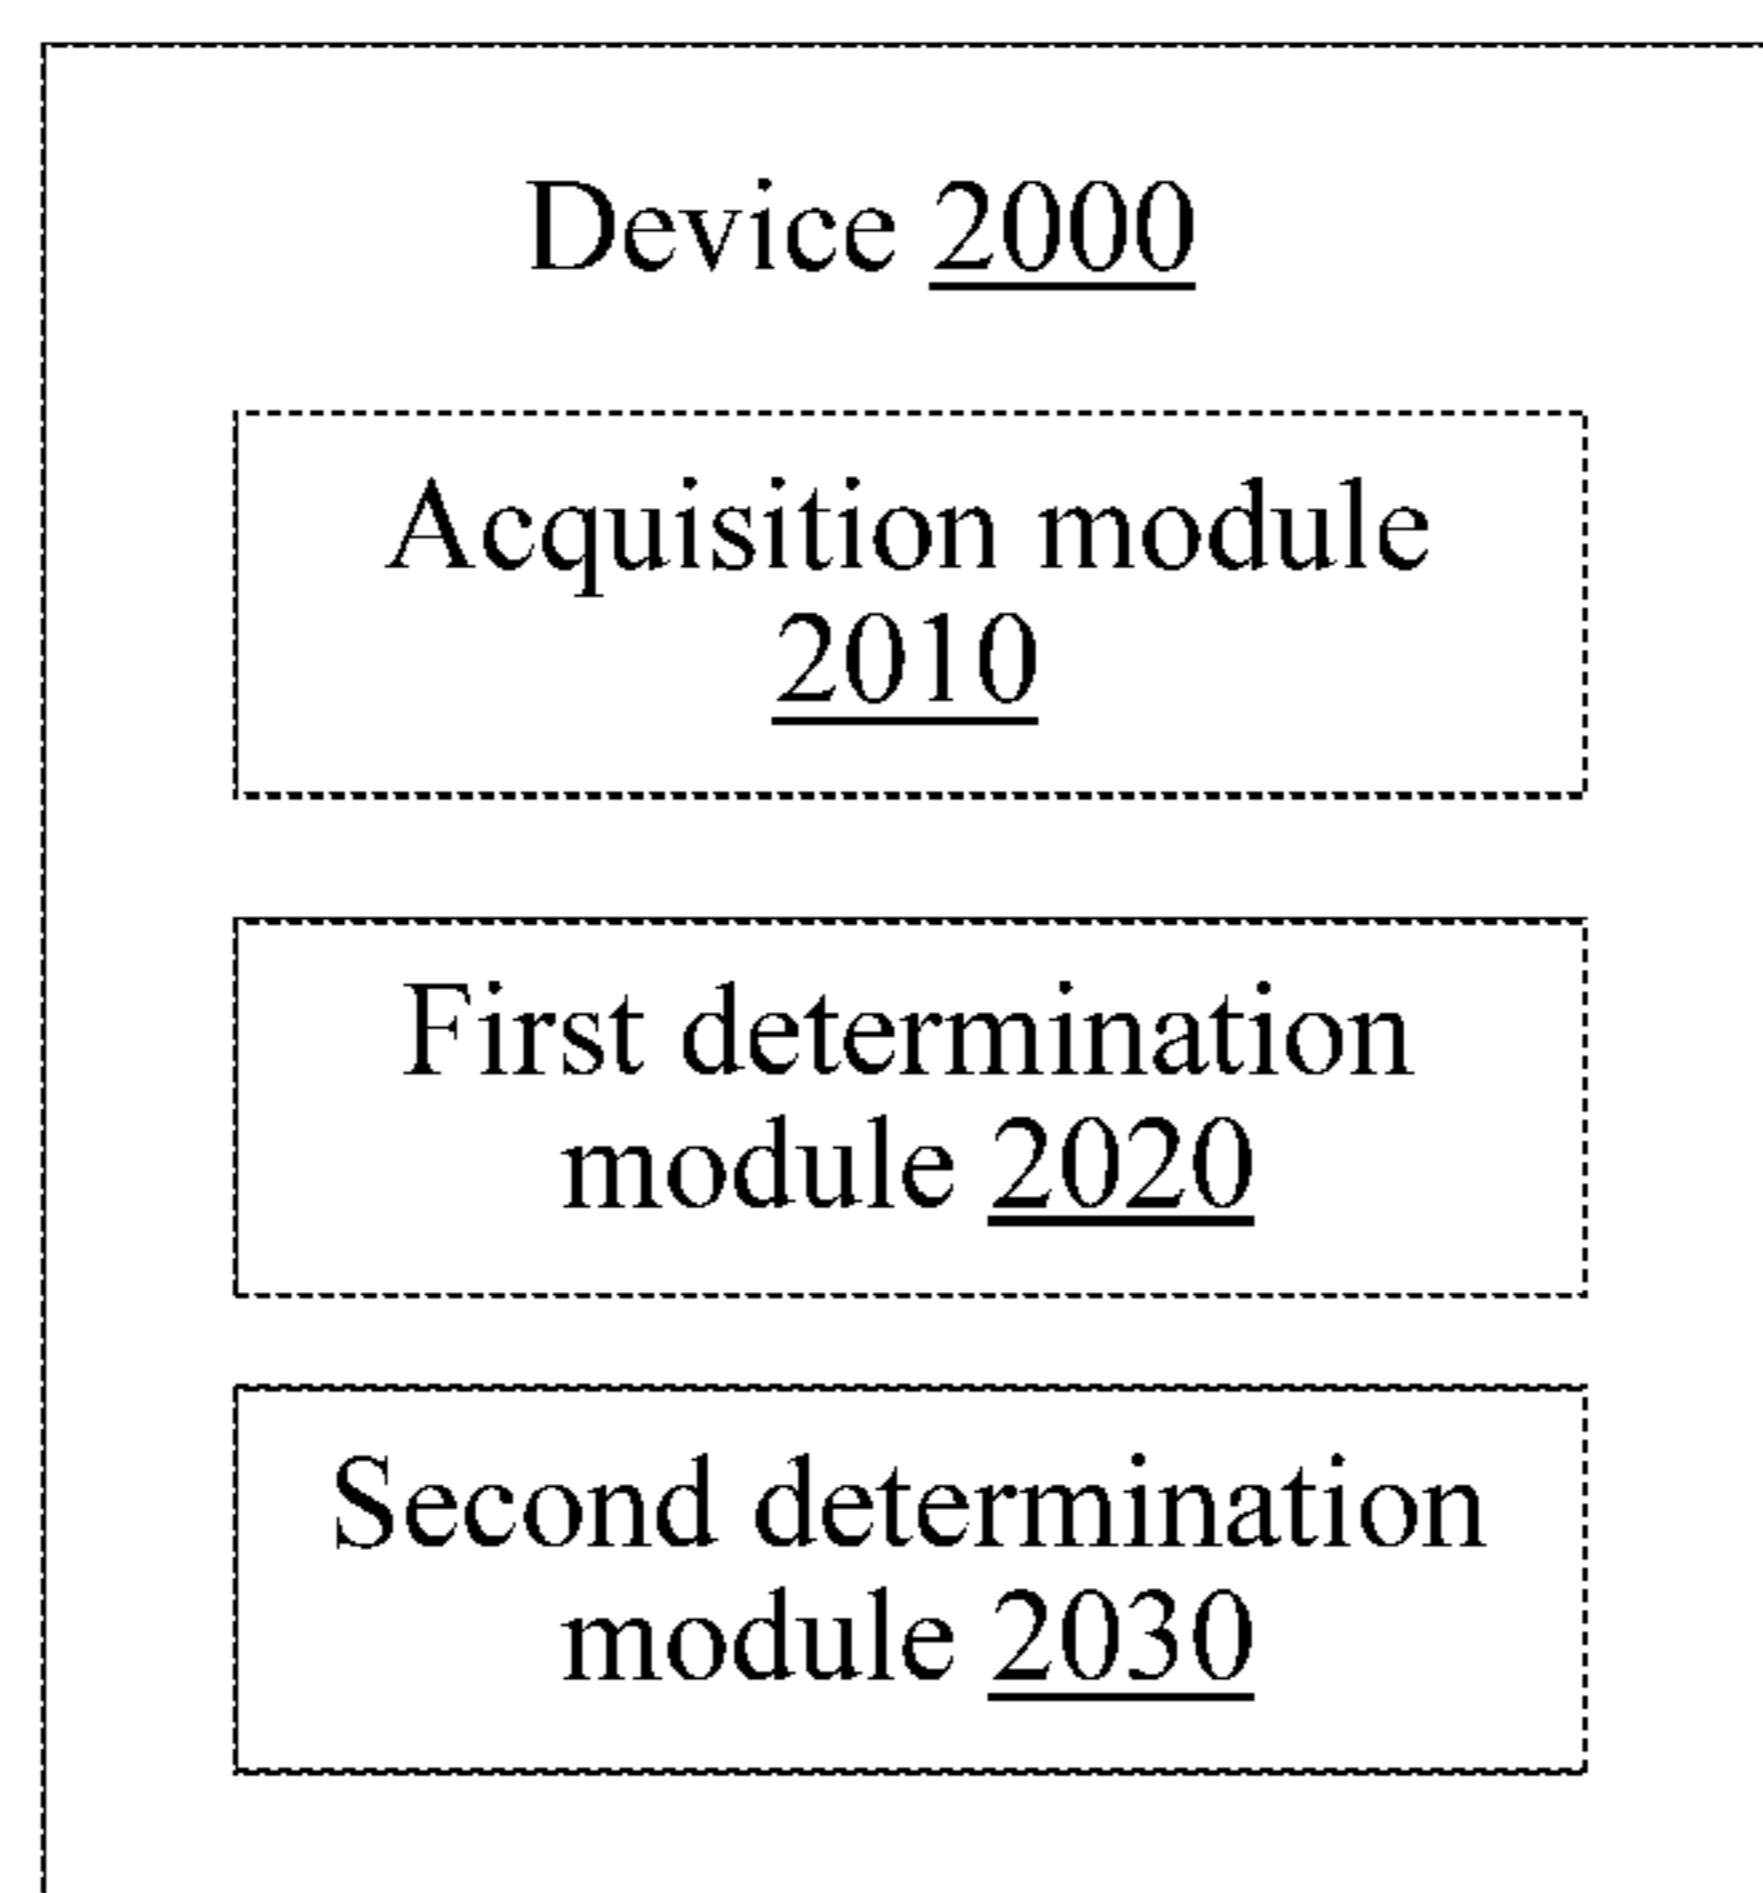 Device 2000
Acquisition module
2010
First determination
module 2020
Second determination
module 2030